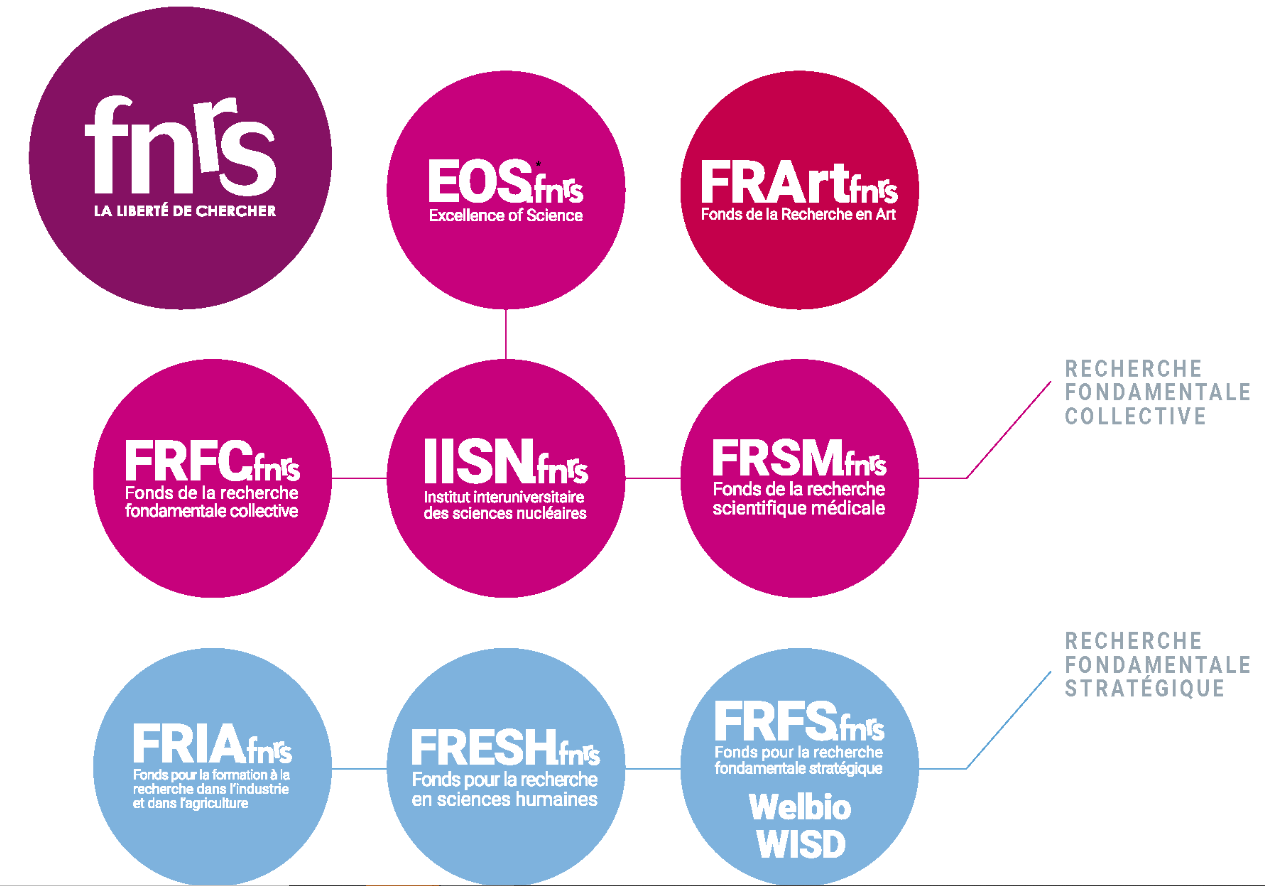 fnrs
LA LIBERTÉ DE CHERCHER
EOS.fnrs*
Excellence of Science
FRArt fnrs
Fonds de la Recherche en Art
FRFC.fnrs
Fonds de la recherche
fondamentale collective
IISN.fnrs
Institut interuniversitaire
des sciences nucléaires
FRSM.fnrs
Fonds de la recherche
scientifique médicale
RECHERCHE
FONDAMENTALE
COLLECTIVE
FRIA.fnrs
Fonds pour la formation à la
recherche dans l'industrie
et dans l'agriculture
FRESH.fnrs
Fonds pour la recherche
en sciences humaines
FRFS.fnrs
Fonds pour la recherche
fondamentale stratégique
Welbio
WISD
RECHERCHE
FONDAMENTALE
STRATÉGIQUE